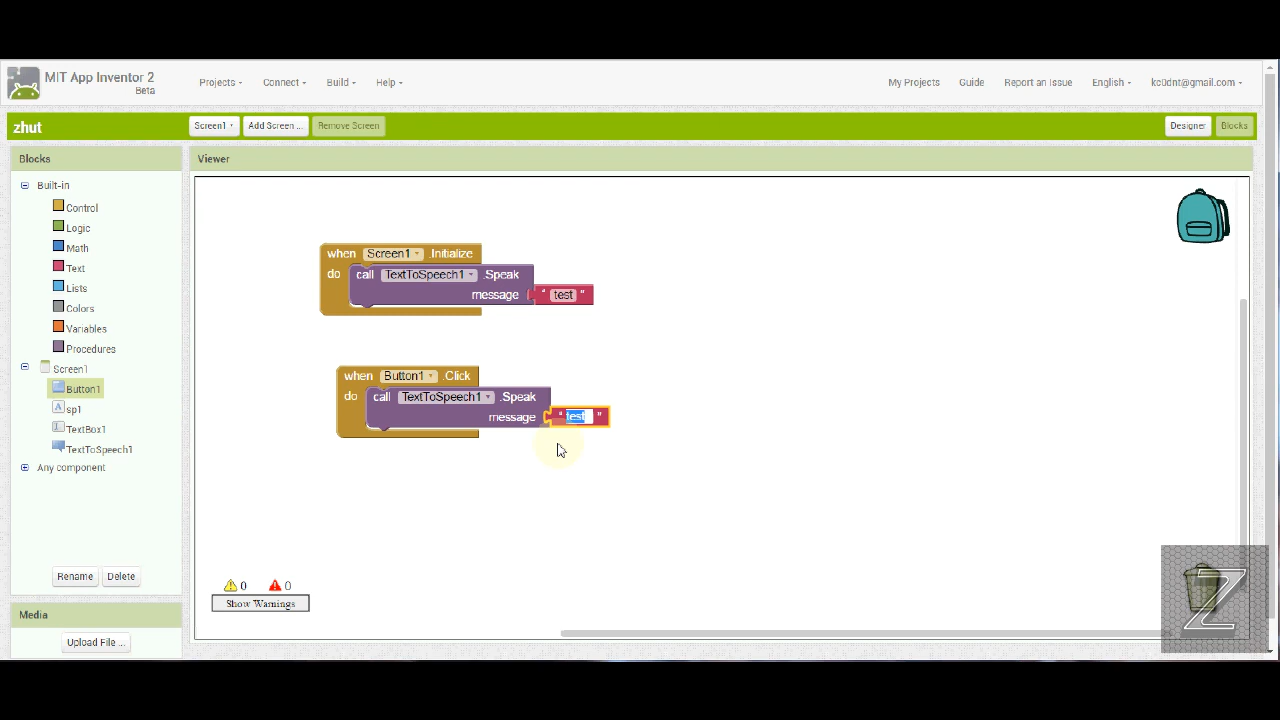 MIT App Inventor 2
Beta
Projects
Connect
Build
Help
My Projects
Guide
Report an Issue
English
kc0dnt@gmail.com
zhut
Screen1
Add Screen ...
Remove Screen
Designer
Blocks
Blocks
Viewer
Built-in
Control
Logic
Math
Text
Lists
Colors
Variables
Procedures
Screen1
Button1
sp1
TextBox1
TextToSpeech1
Any component
Rename
Delete
Media
Upload File ...
when Screen1 .Initialize
do call TextToSpeech1 .Speak
message " test "
when Button1 .Click
do call TextToSpeech1 .Speak
message " test "
0 0
Show Warnings
Z